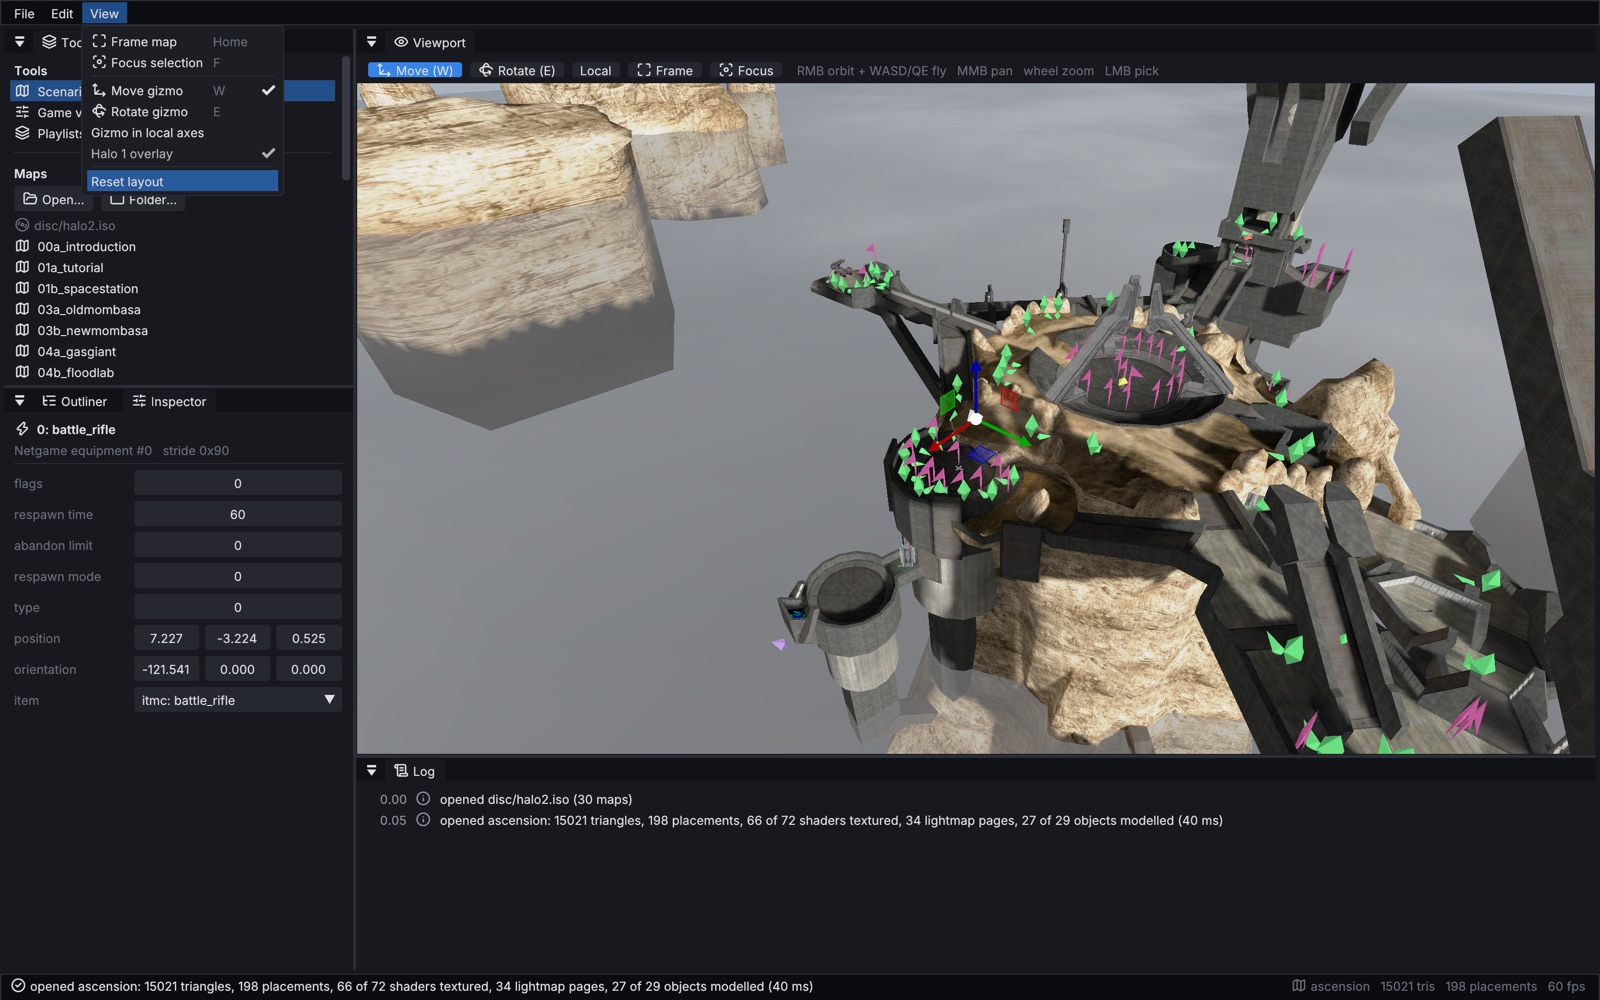 File Edit View
Too
Frame map Home
Focus selection F
Move gizmo W
Rotate gizmo E
Gizmo in local axes
Halo 1 overlay
Reset layout
Tools
Scenari
Game v
Playlists
Maps
Open... Folder...
disc/halo2.iso
00a_introduction
01a_tutorial
01b_spacestation
03a_oldmombasa
03b_newmombasa
04a_gasgiant
04b_floodlab
Outliner Inspector
0: battle_rifle
Netgame equipment #0 stride 0x90
flags 0
respawn time 60
abandon limit 0
respawn mode 0
type 0
position 7.227 -3.224 0.525
orientation -121.541 0.000 0.000
item itmc: battle_rifle
Viewport
Move (W) Rotate (E) Local Frame Focus RMB orbit + WASD/QE fly MMB pan wheel zoom LMB pick
Log
0.00 opened disc/halo2.iso (30 maps)
0.05 opened ascension: 15021 triangles, 198 placements, 66 of 72 shaders textured, 34 lightmap pages, 27 of 29 objects modelled (40 ms)
opened ascension: 15021 triangles, 198 placements, 66 of 72 shaders textured, 34 lightmap pages, 27 of 29 objects modelled (40 ms)
ascension 15021 tris 198 placements 60 fps